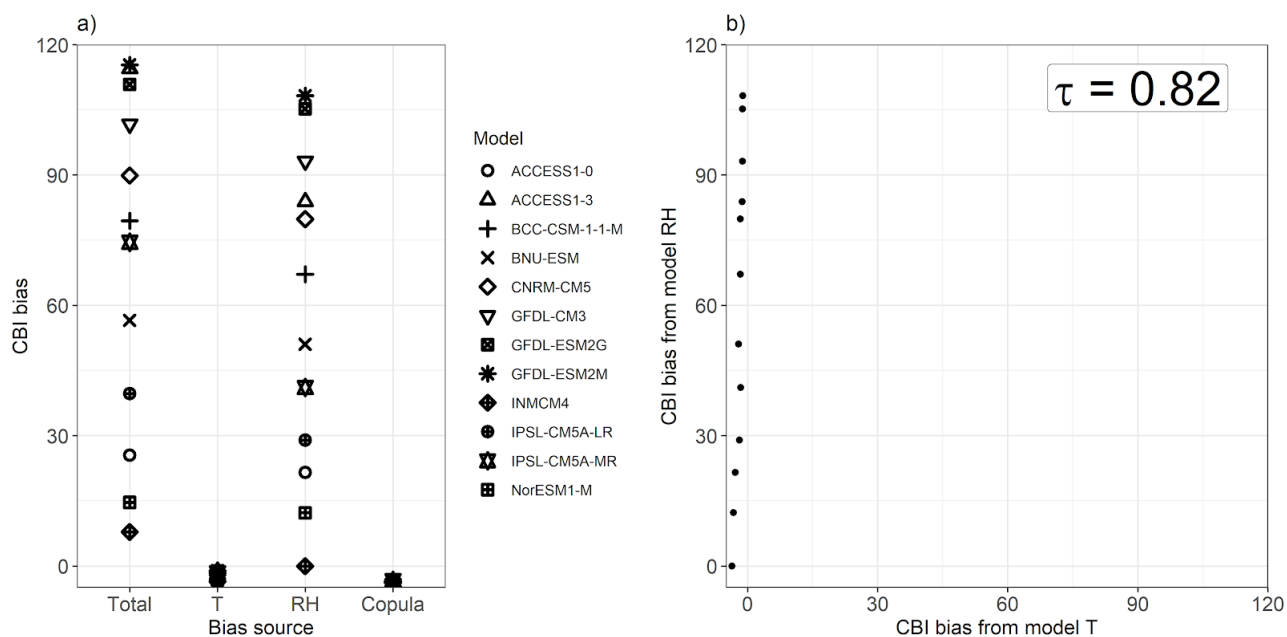 a)
120
90
60
30
0
CBI bias
Total T RH Copula
Bias source
Model
ACCESS1-0
ACCESS1-3
BCC-CSM-1-1-M
BNU-ESM
CNRM-CM5
GFDL-CM3
GFDL-ESM2G
GFDL-ESM2M
INMCM4
IPSL-CM5A-LR
IPSL-CM5A-MR
NorESM1-M
b)
τ = 0.82
120
90
60
30
0
CBI bias from model RH
0 30 60 90 120
CBI bias from model T